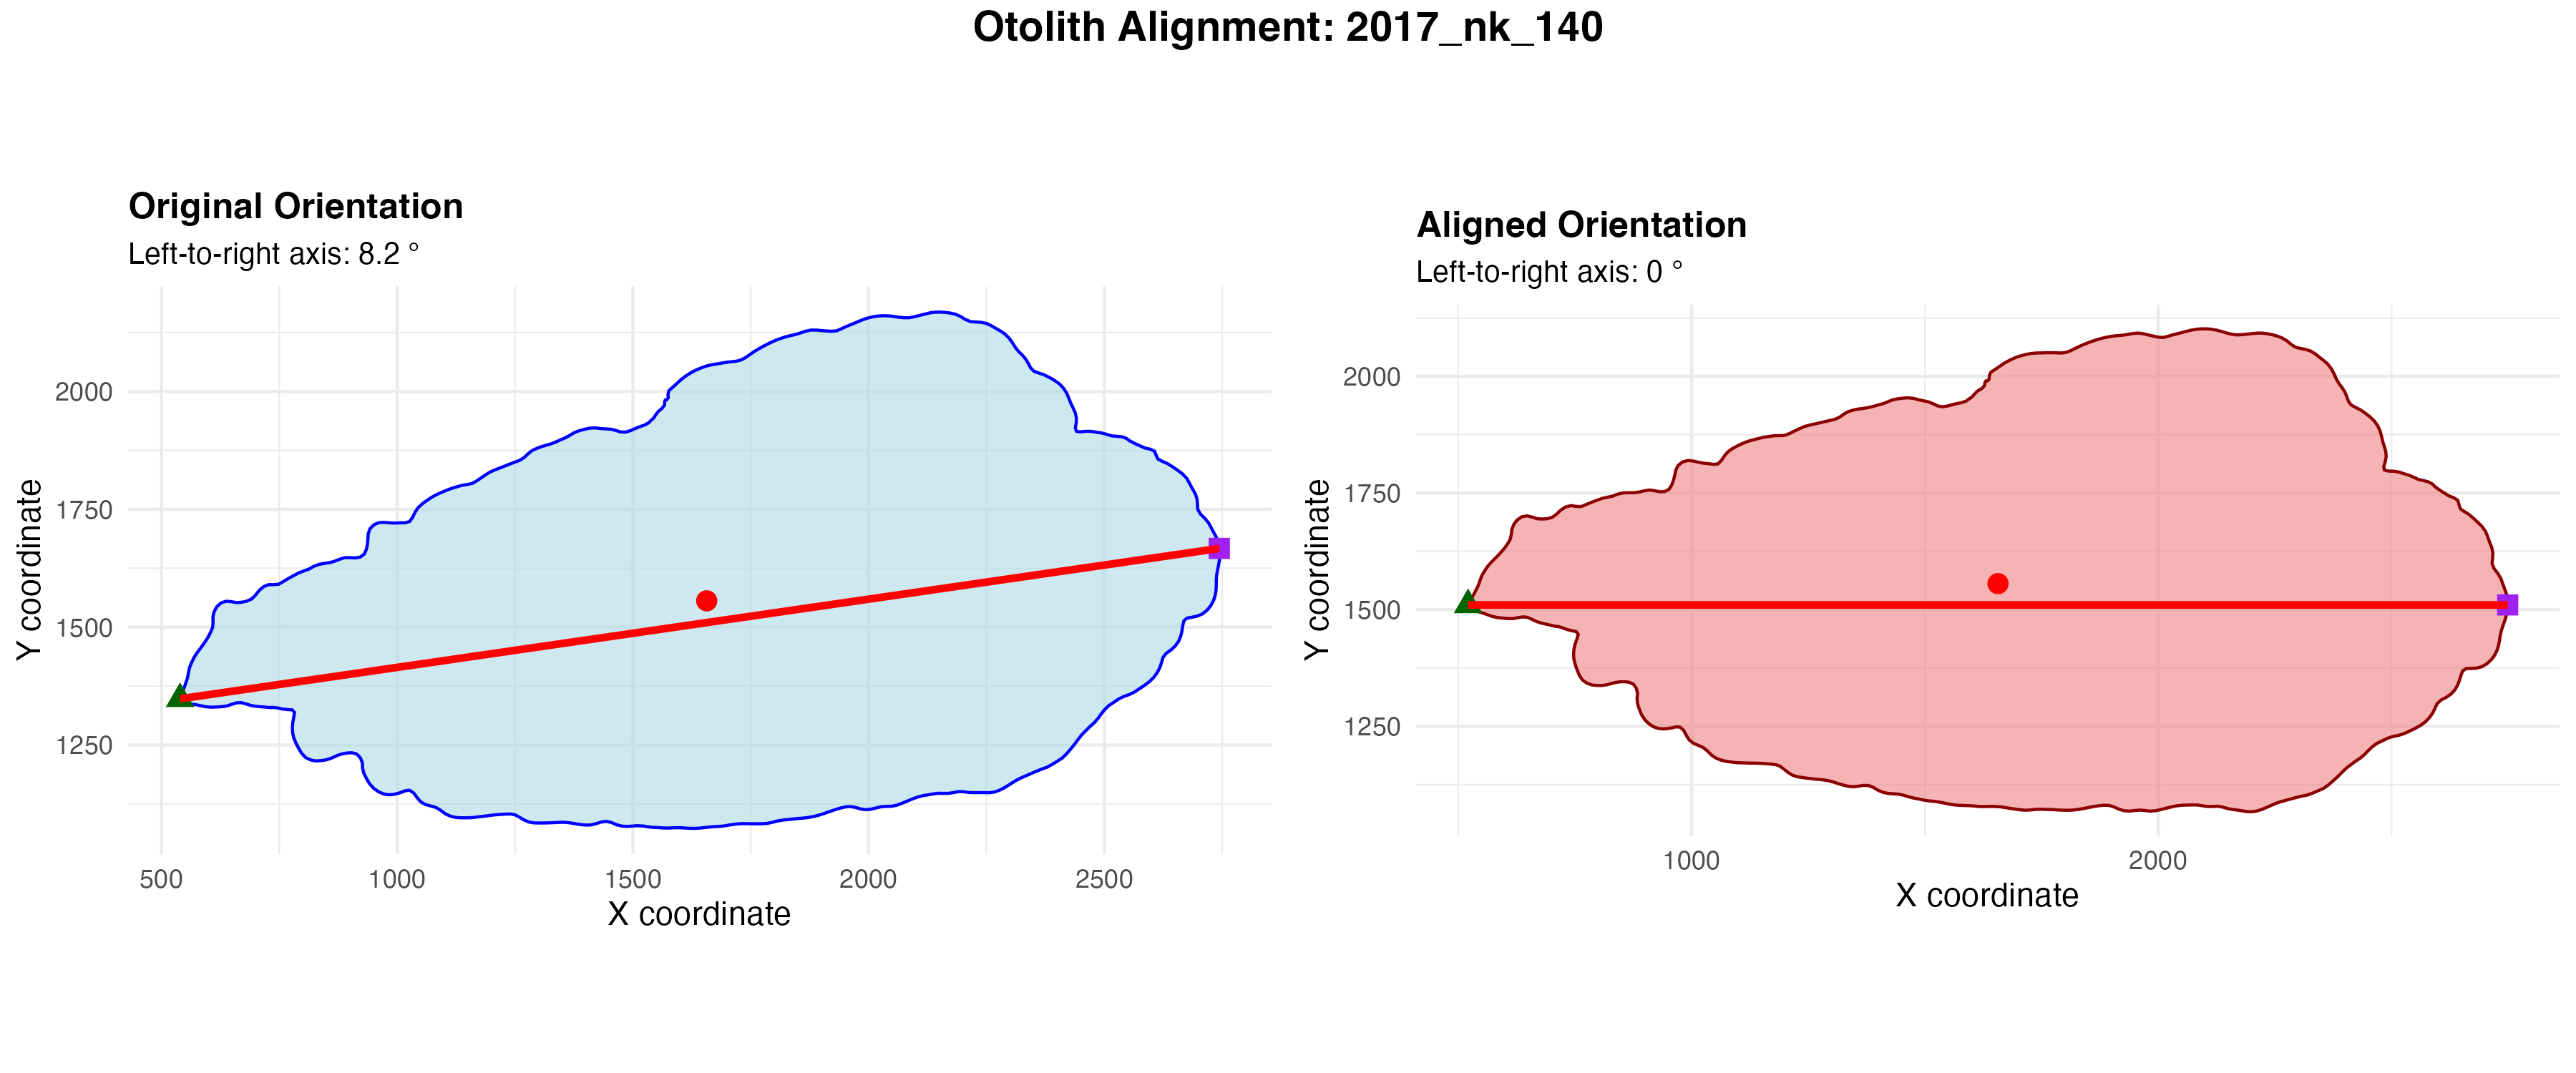 Otolith Alignment: 2017_nk_140
Original Orientation
Left-to-right axis: 8.2 °
Y coordinate
2000
1750
1500
1250
500 1000 1500 2000 2500
X coordinate
Aligned Orientation
Left-to-right axis: 0 °
Y coordinate
2000
1750
1500
1250
1000 2000
X coordinate